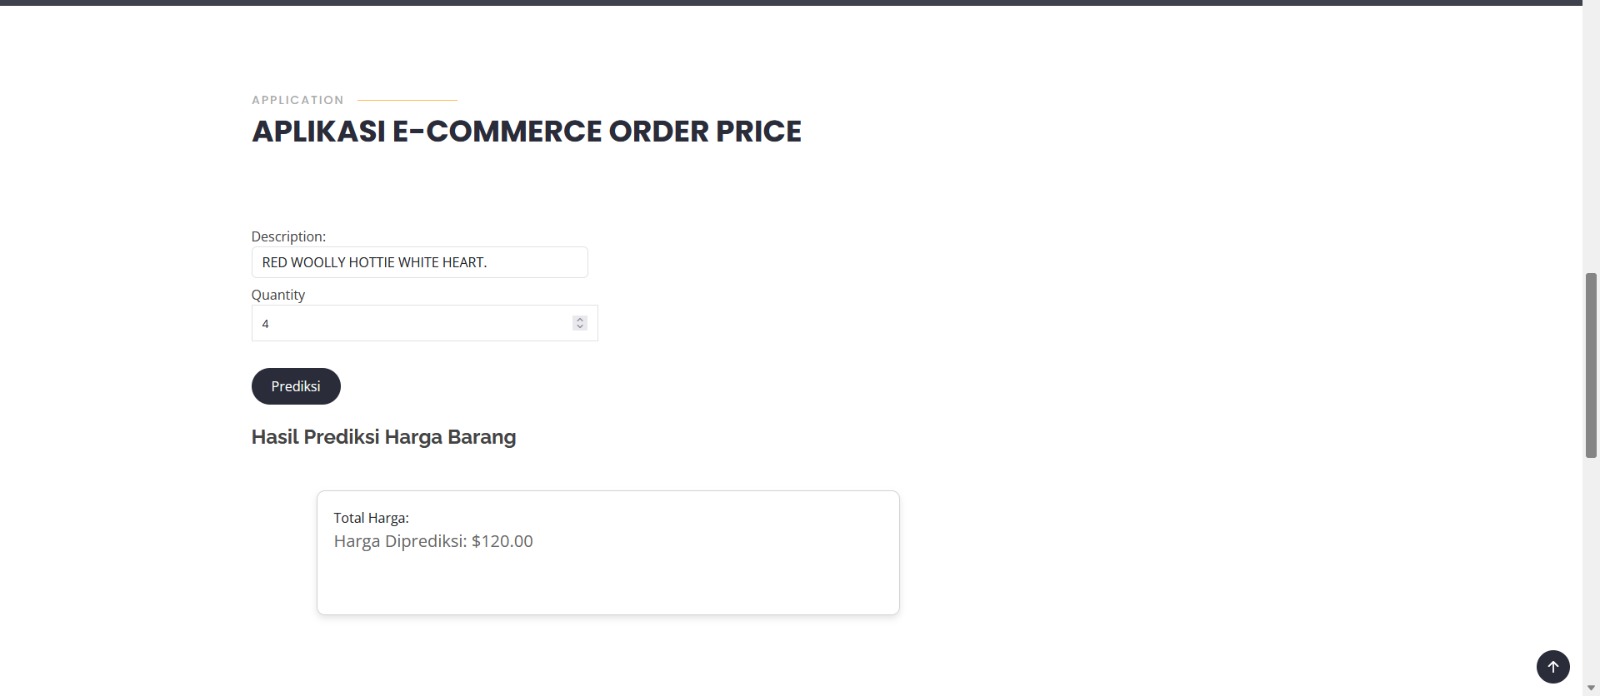 APPLICATION
APLIKASI E-COMMERCE ORDER PRICE
Description:
RED WOOLLY HOTTIE WHITE HEART.
Quantity
4
Prediksi
Hasil Prediksi Harga Barang
Total Harga:
Harga Diprediksi: $120.00